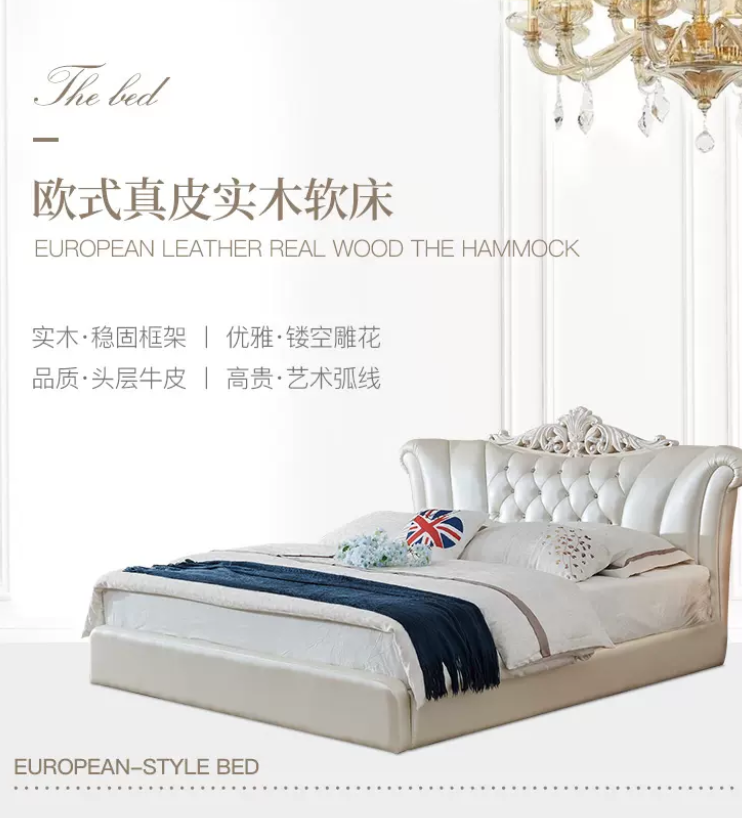 The bed
欧式真皮实木软床
EUROPEAN LEATHER REAL WOOD THE HAMMOCK
实木·稳固框架 | 优雅·镂空雕花
品质·头层牛皮 | 高贵·艺术弧线
EUROPEAN-STYLE BED